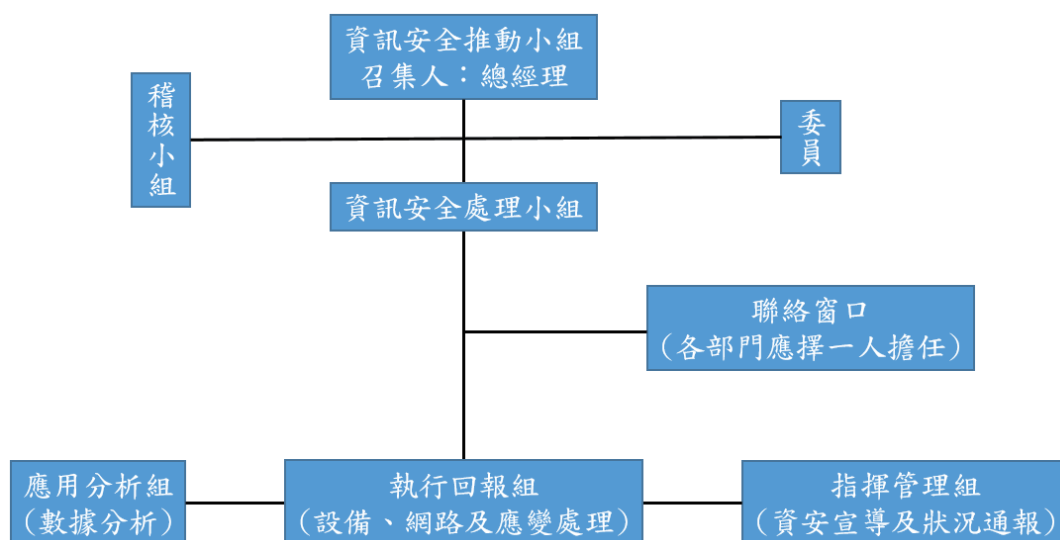 資訊安全推動小組
召集人：總經理
稽核小組
委員
資訊安全處理小組
聯絡窗口
（各部門應擇一人擔任）
應用分析組
（數據分析）
執行回報組
（設備、網路及應變處理）
指揮管理組
（資安宣導及狀況通報）